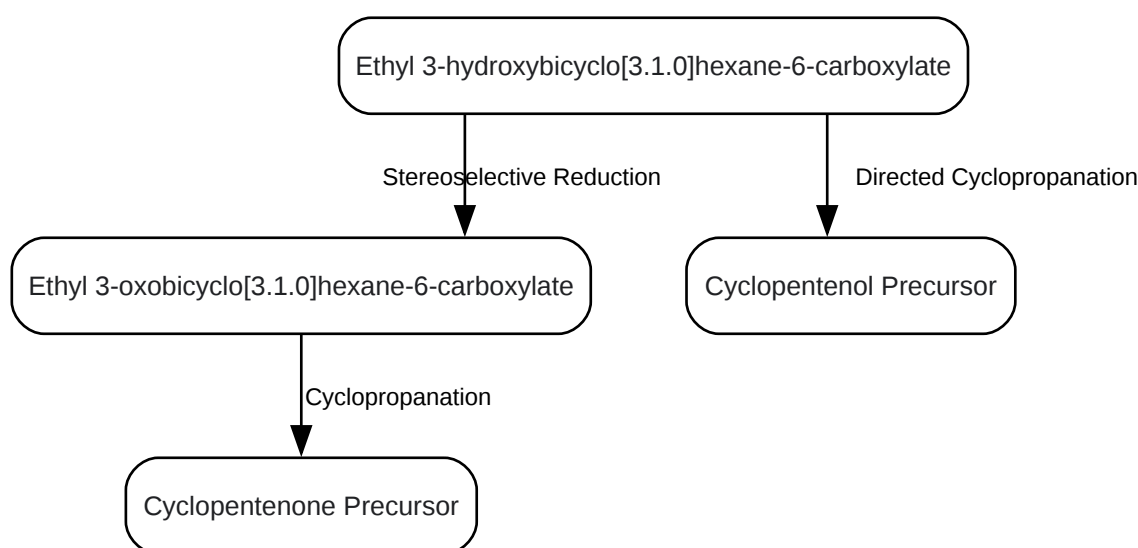 Ethyl 3-hydroxybicyclo[3.1.0]hexane-6-carboxylate
Stereoselective Reduction
Directed Cyclopropanation
Ethyl 3-oxobicyclo[3.1.0]hexane-6-carboxylate
Cyclopentenol Precursor
Cyclopropanation
Cyclopentenone Precursor